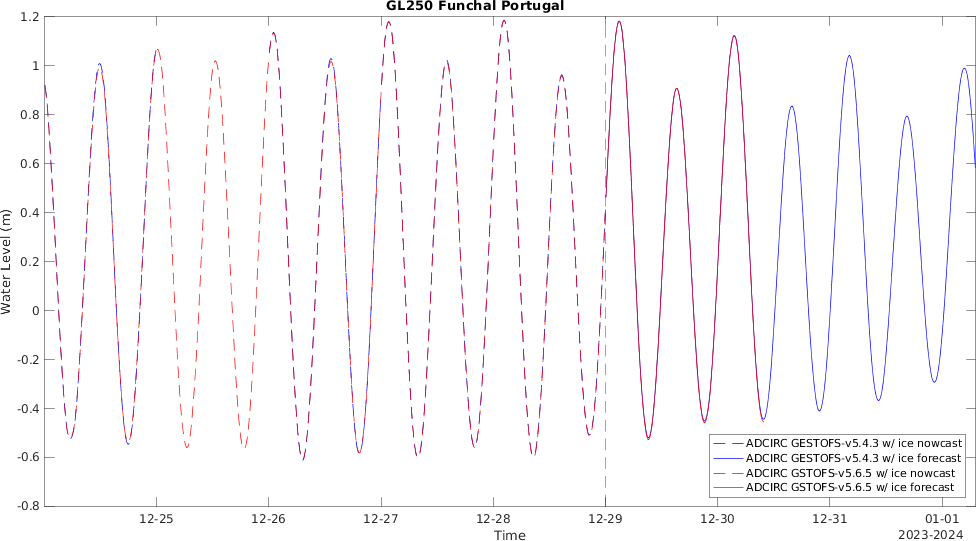 GL250 Funchal Portugal
1.2
1
0.8
0.6
0.4
0.2
0
-0.2
-0.4
-0.6
-0.8
Water Level (m)
12-25 12-26 12-27 12-28 12-29 12-30 12-31 01-01
Time
2023-2024
ADCIRC GESTOFS-v5.4.3 w/ ice nowcast
ADCIRC GESTOFS-v5.4.3 w/ ice forecast
ADCIRC GSTOFS-v5.6.5 w/ ice nowcast
ADCIRC GSTOFS-v5.6.5 w/ ice forecast